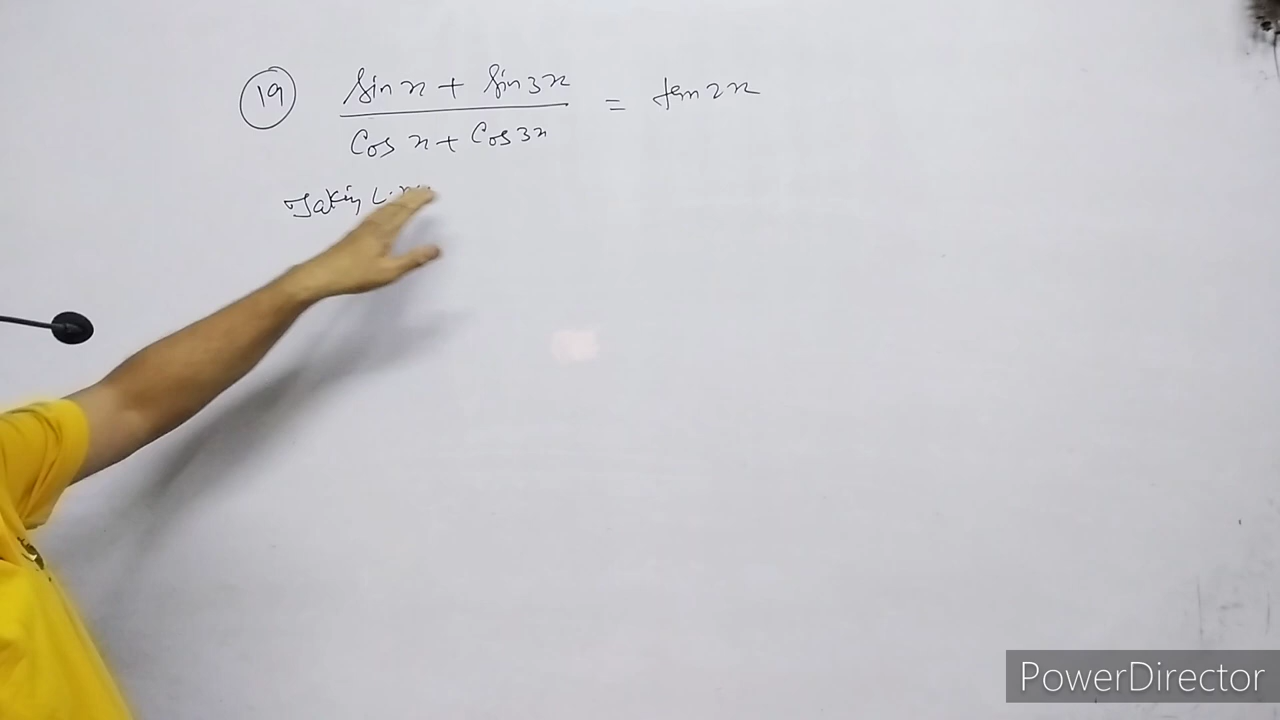 19 sin x + sin 3x / cos x + cos 3x = tan 2x
Taking
PowerDirector